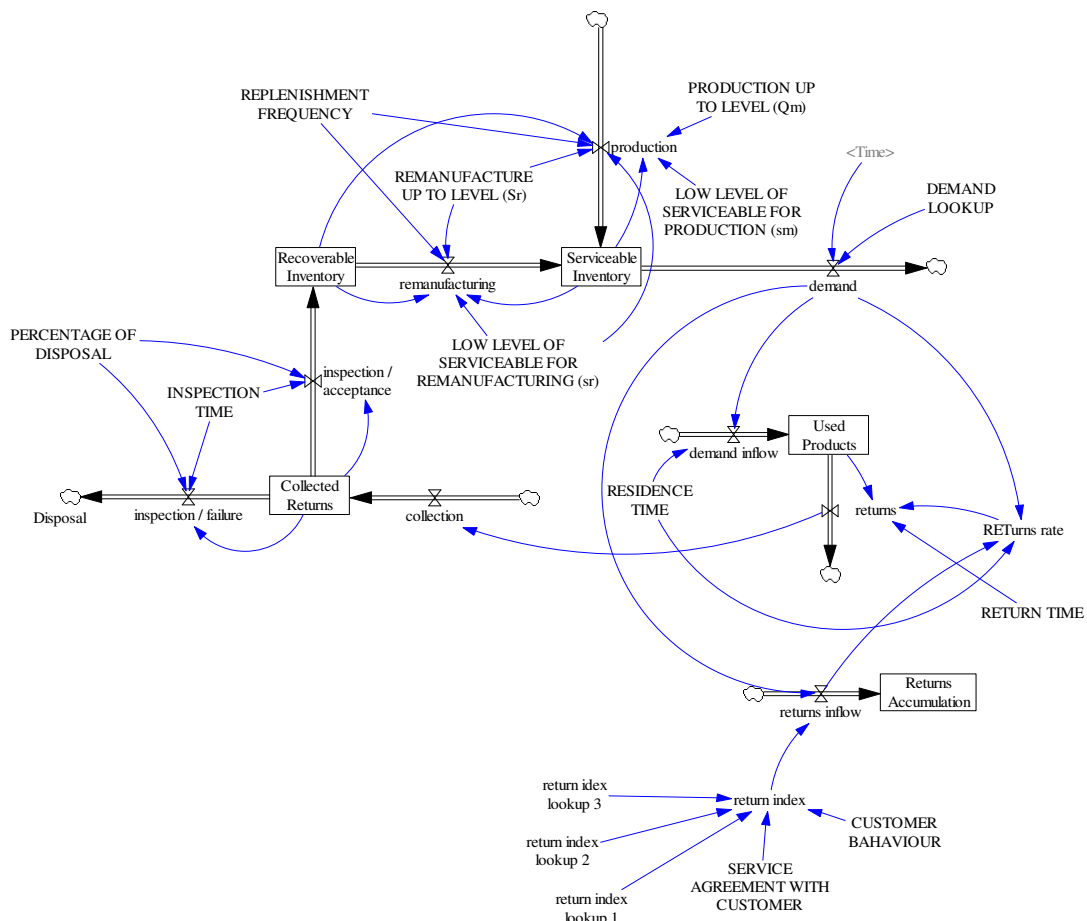 REPLENISHMENT
FREQUENCY
PRODUCTION UP
TO LEVEL (Qm)
production
<Time>
REMANUFACTURE
UP TO LEVEL (Sr)
LOW LEVEL OF
SERVICEABLE FOR
PRODUCTION (sm)
DEMAND
LOOKUP
Recoverable
Inventory
remanufacturing
Serviceable
Inventory
demand
PERCENTAGE OF
DISPOSAL
LOW LEVEL OF
SERVICEABLE FOR
REMANUFACTURING (sr)
inspection /
acceptance
INSPECTION
TIME
Used
Products
demand inflow
Collected
Returns
RESIDENCE
TIME
Disposal
inspection / failure
collection
returns
RETurns rate
RETURN TIME
Returns
Accumulation
returns inflow
return idex
lookup 3
return index
CUSTOMER
BAHAVIOUR
return index
lookup 2
SERVICE
AGREEMENT WITH
CUSTOMER
return index
lookup 1